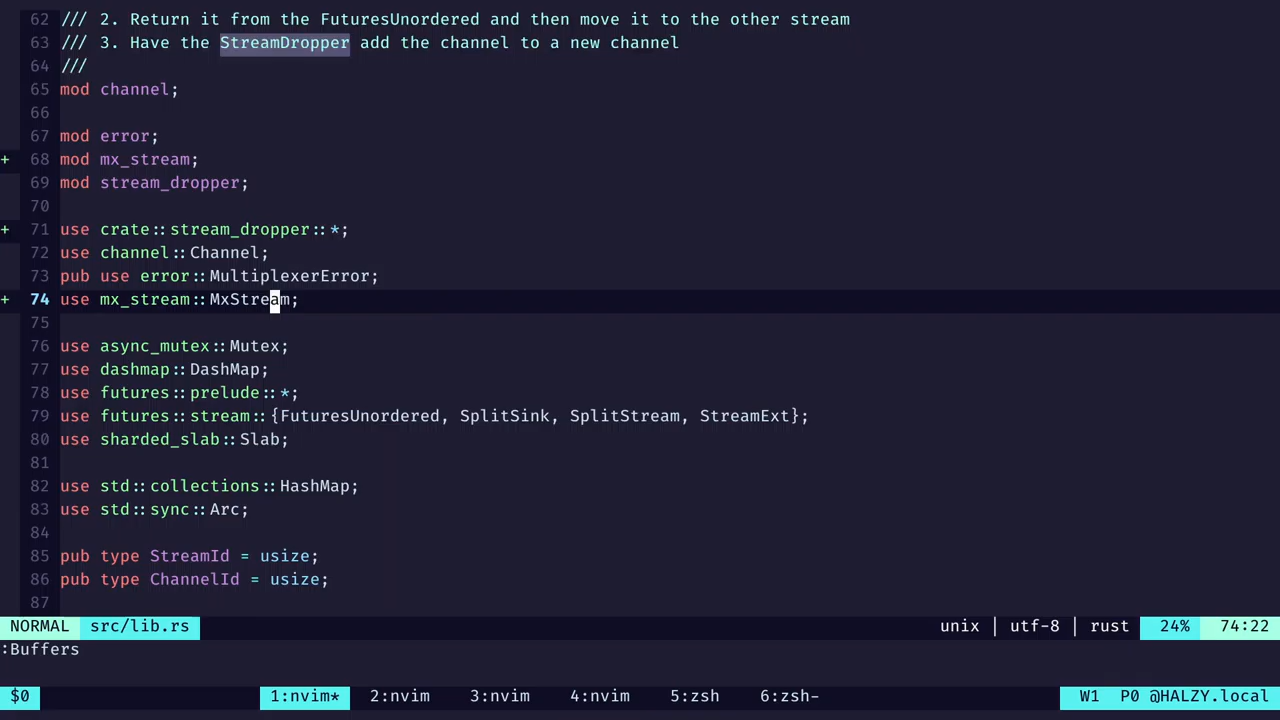 62 /// 2. Return it from the FuturesUnordered and then move it to the other stream
63 /// 3. Have the StreamDropper add the channel to a new channel
64 ///
65 mod channel;
66
67 mod error;
+ 68 mod mx_stream;
69 mod stream_dropper;
70
+ 71 use crate::stream_dropper::*;
72 use channel::Channel;
73 pub use error::MultiplexerError;
+ 74 use mx_stream::MxStream;
75
76 use async_mutex::Mutex;
77 use dashmap::DashMap;
78 use futures::prelude::*;
79 use futures::stream::{FuturesUnordered, SplitSink, SplitStream, StreamExt};
80 use sharded_slab::Slab;
81
82 use std::collections::HashMap;
83 use std::sync::Arc;
84
85 pub type StreamId = usize;
86 pub type ChannelId = usize;
87
NORMAL src/lib.rs unix | utf-8 | rust 24% 74:22
:Buffers
$0 1:nvim* 2:nvim 3:nvim 4:nvim 5:zsh 6:zsh- W1 P0 @HALZY.local